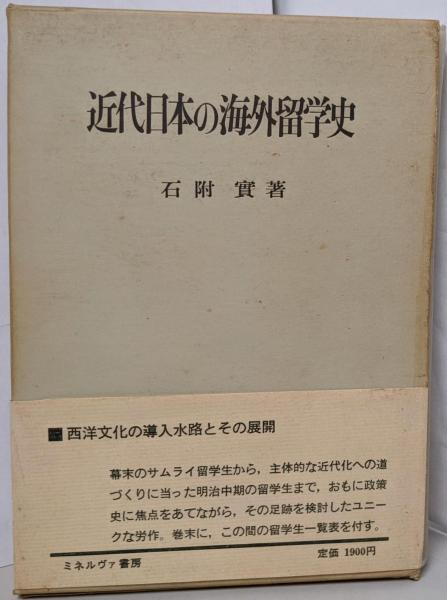 近代日本の海外留学史
石附 實著
西洋文化の導入水路とその展開
幕末のサムライ留学生から，主体的な近代化への道
づくりに当った明治中期の留学生まで，おもに政策
史に焦点をあてながら，その足跡を検討したユニー
クな労作。巻末に，この間の留学生一覧表を付す。
ミネルヴァ書房 定価 1900円